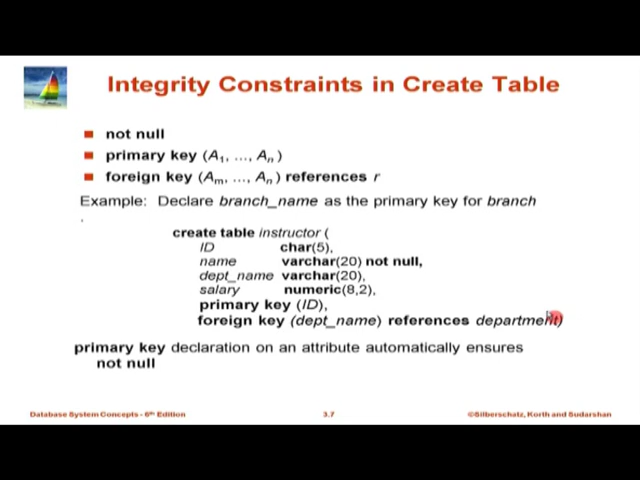 Integrity Constraints in Create Table
not null
primary key (A1, ..., An)
foreign key (Am, ..., An) references r
Example: Declare branch_name as the primary key for branch
.
create table instructor (
ID char(5),
name varchar(20) not null,
dept_name varchar(20),
salary numeric(8,2),
primary key (ID),
foreign key (dept_name) references department)
primary key declaration on an attribute automatically ensures
not null
Database System Concepts - 6th Edition 3.7 ©Silberschatz, Korth and Sudarshan